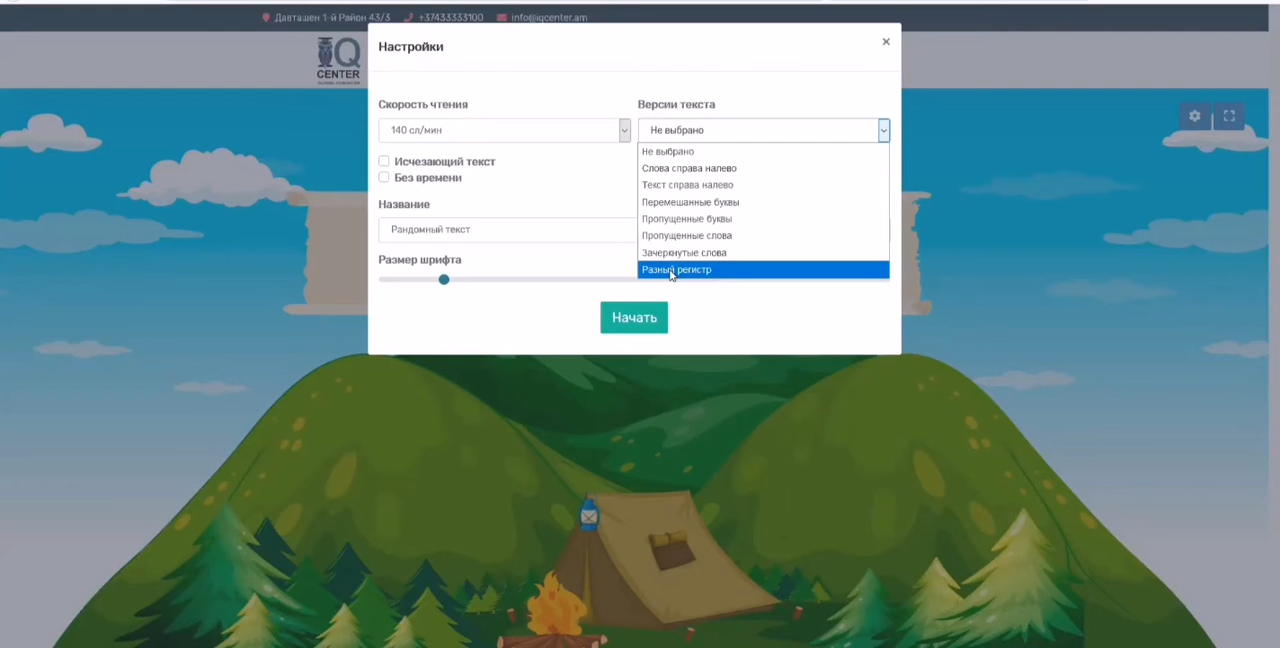 Давташен 1-й Район 43/3 +37433333100 info@iqcenter.am
IQ
CENTER
Настройки
×
Скорость чтения
140 сл/мин
Версии текста
Не выбрано
Не выбрано
Слова справа налево
Текст справа налево
Перемешанные буквы
Пропущенные буквы
Пропущенные слова
Зачеркнутые слова
Разный регистр
Исчезающий текст
Без времени
Название
Рандомный текст
Размер шрифта
Начать